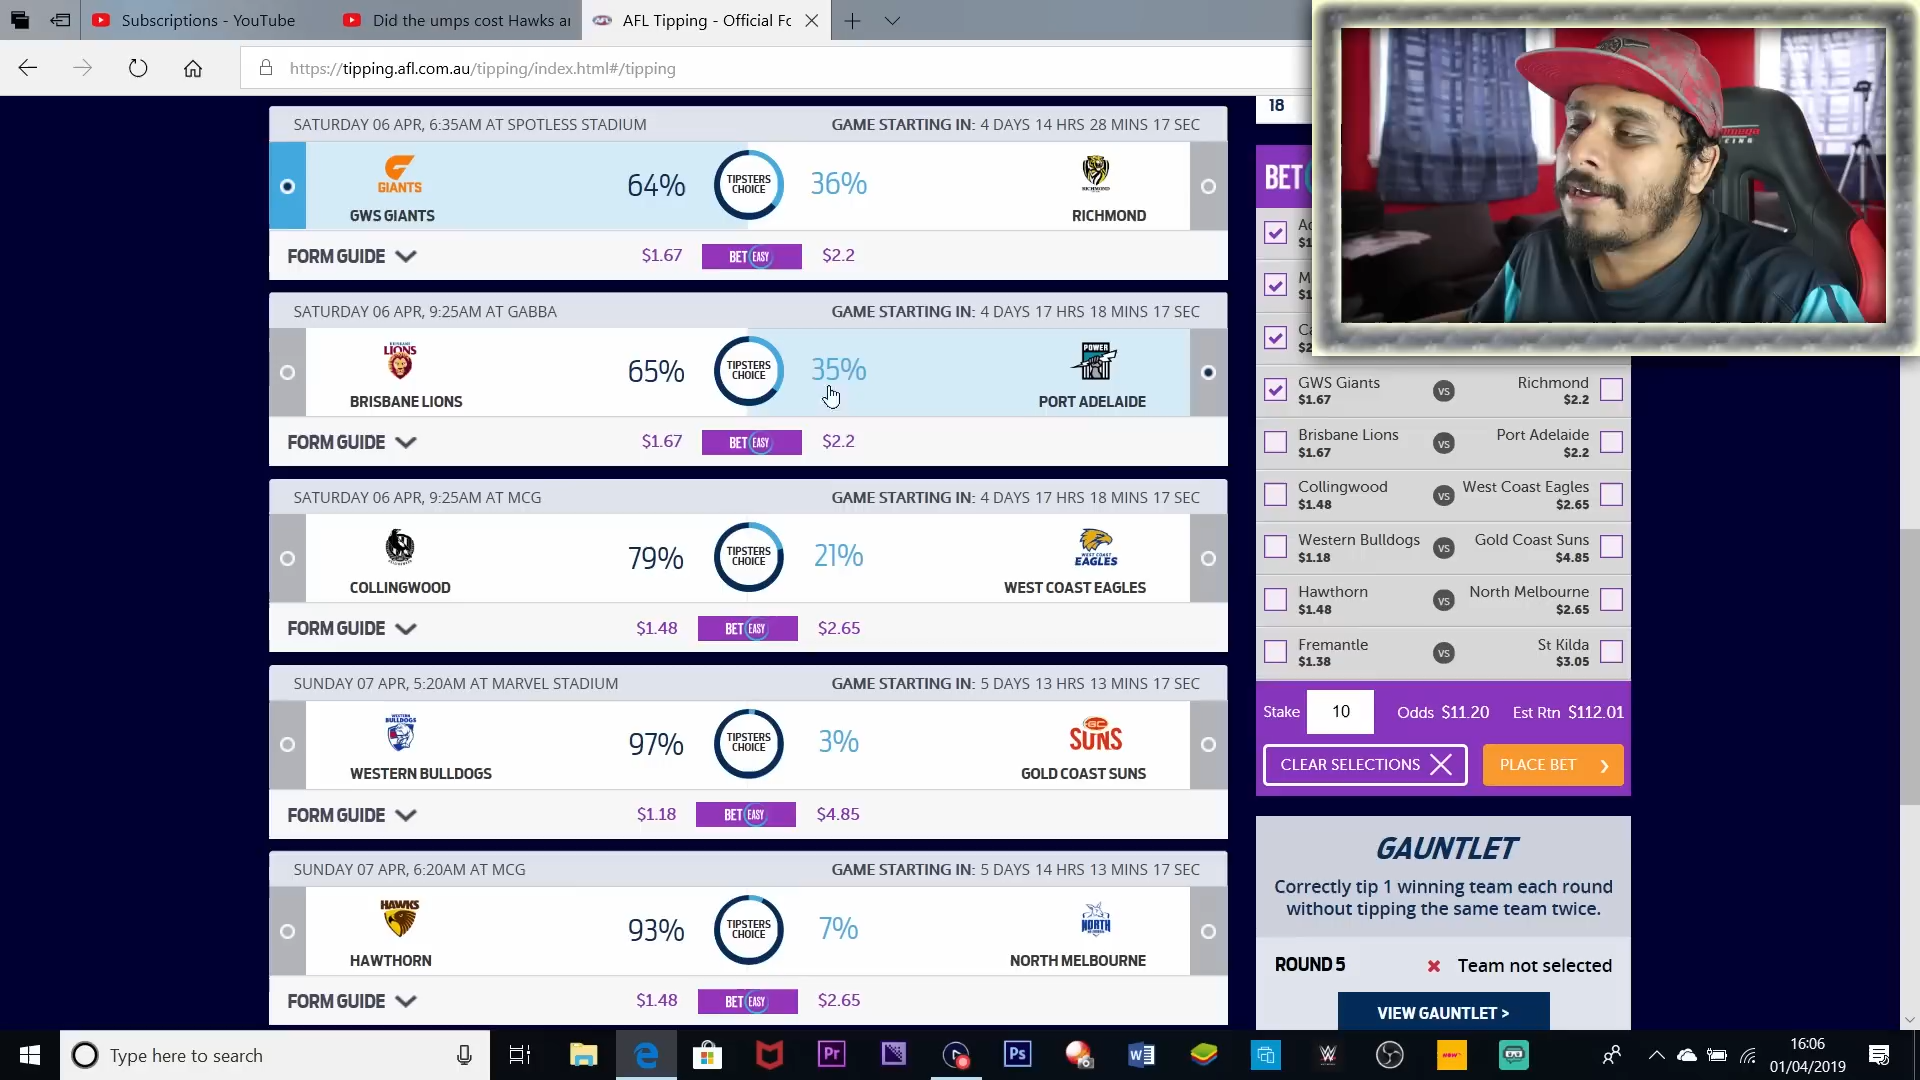 Subscriptions - YouTube
Did the umps cost Hawks ar
AFL Tipping - Official Fo
https://tipping.afl.com.au/tipping/index.html#/tipping
SATURDAY 06 APR, 6:35AM AT SPOTLESS STADIUM
GAME STARTING IN: 4 DAYS 14 HRS 28 MINS 17 SEC
GIANTS
GWS GIANTS
64%
TIPSTERS CHOICE
36%
RICHMOND
RICHMOND
FORM GUIDE
$1.67
BET EASY
$2.2
SATURDAY 06 APR, 9:25AM AT GABBA
GAME STARTING IN: 4 DAYS 17 HRS 18 MINS 17 SEC
LIONS
BRISBANE LIONS
65%
TIPSTERS CHOICE
35%
POWER
PORT ADELAIDE
FORM GUIDE
$1.67
BET EASY
$2.2
SATURDAY 06 APR, 9:25AM AT MCG
GAME STARTING IN: 4 DAYS 17 HRS 18 MINS 17 SEC
COLLINGWOOD
79%
TIPSTERS CHOICE
21%
WEST COAST
EAGLES
WEST COAST EAGLES
FORM GUIDE
$1.48
BET EASY
$2.65
SUNDAY 07 APR, 5:20AM AT MARVEL STADIUM
GAME STARTING IN: 5 DAYS 13 HRS 13 MINS 17 SEC
WESTERN
BULLDOGS
WESTERN BULLDOGS
97%
TIPSTERS CHOICE
3%
GC
SUNS
GOLD COAST SUNS
FORM GUIDE
$1.18
BET EASY
$4.85
SUNDAY 07 APR, 6:20AM AT MCG
GAME STARTING IN: 5 DAYS 14 HRS 13 MINS 17 SEC
HAWKS
HAWTHORN
93%
TIPSTERS CHOICE
7%
NORTH
NORTH MELBOURNE
FORM GUIDE
$1.48
BET EASY
$2.65
18
BET
GWS Giants
$1.67
vs
Richmond
$2.2
Brisbane Lions
$1.67
vs
Port Adelaide
$2.2
Collingwood
$1.48
vs
West Coast Eagles
$2.65
Western Bulldogs
$1.18
vs
Gold Coast Suns
$4.85
Hawthorn
$1.48
vs
North Melbourne
$2.65
Fremantle
$1.38
vs
St Kilda
$3.05
Stake 10 Odds $11.20 Est Rtn $112.01
CLEAR SELECTIONS
PLACE BET
GAUNTLET
Correctly tip 1 winning team each round
without tipping the same team twice.
ROUND 5
Team not selected
VIEW GAUNTLET >
Type here to search
Pr
Ps
W
NOW
16:06
01/04/2019